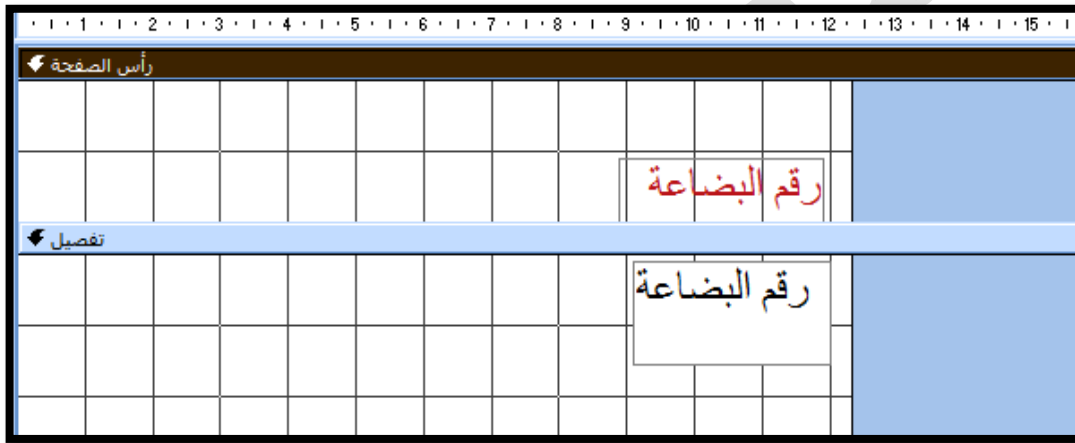 1 2 3 4 5 6 7 8 9 10 11 12 13 14 15
رأس الصفحة
رقم البضاعة
تفصيل
رقم البضاعة